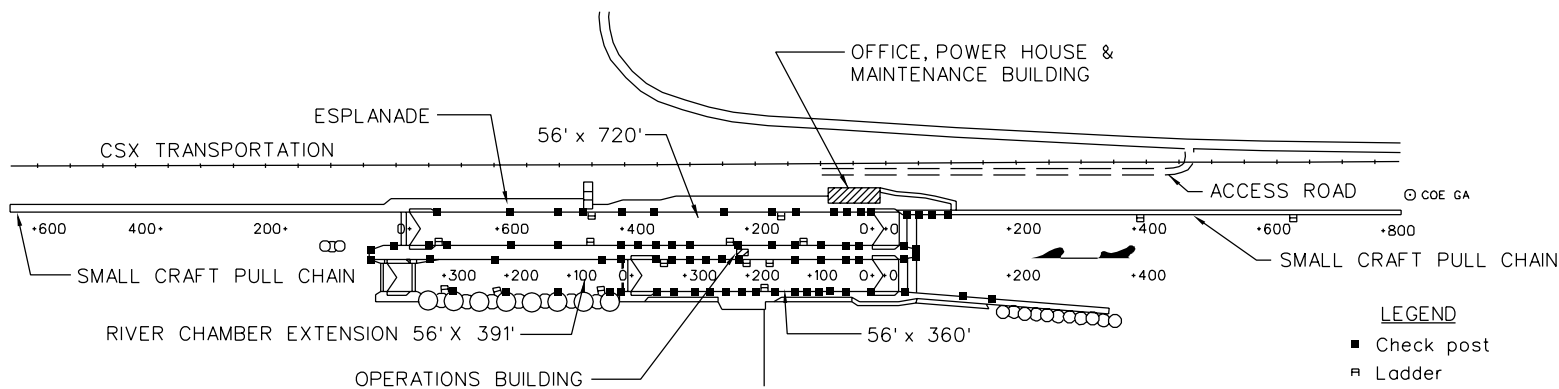 OFFICE, POWER HOUSE &
MAINTENANCE BUILDING
ESPLANADE
56' x 720'
CSX TRANSPORTATION
ACCESS ROAD
COE GA
+600 400+ 200+ 0+ +600 +400 +200 +0 +200 +400 +600 +800
SMALL CRAFT PULL CHAIN
SMALL CRAFT PULL CHAIN
+300 +200 +100 0+ +300 +200 +100 +0 +200 +400
RIVER CHAMBER EXTENSION 56' X 391'
56' x 360'
OPERATIONS BUILDING
LEGEND
Check post
Ladder